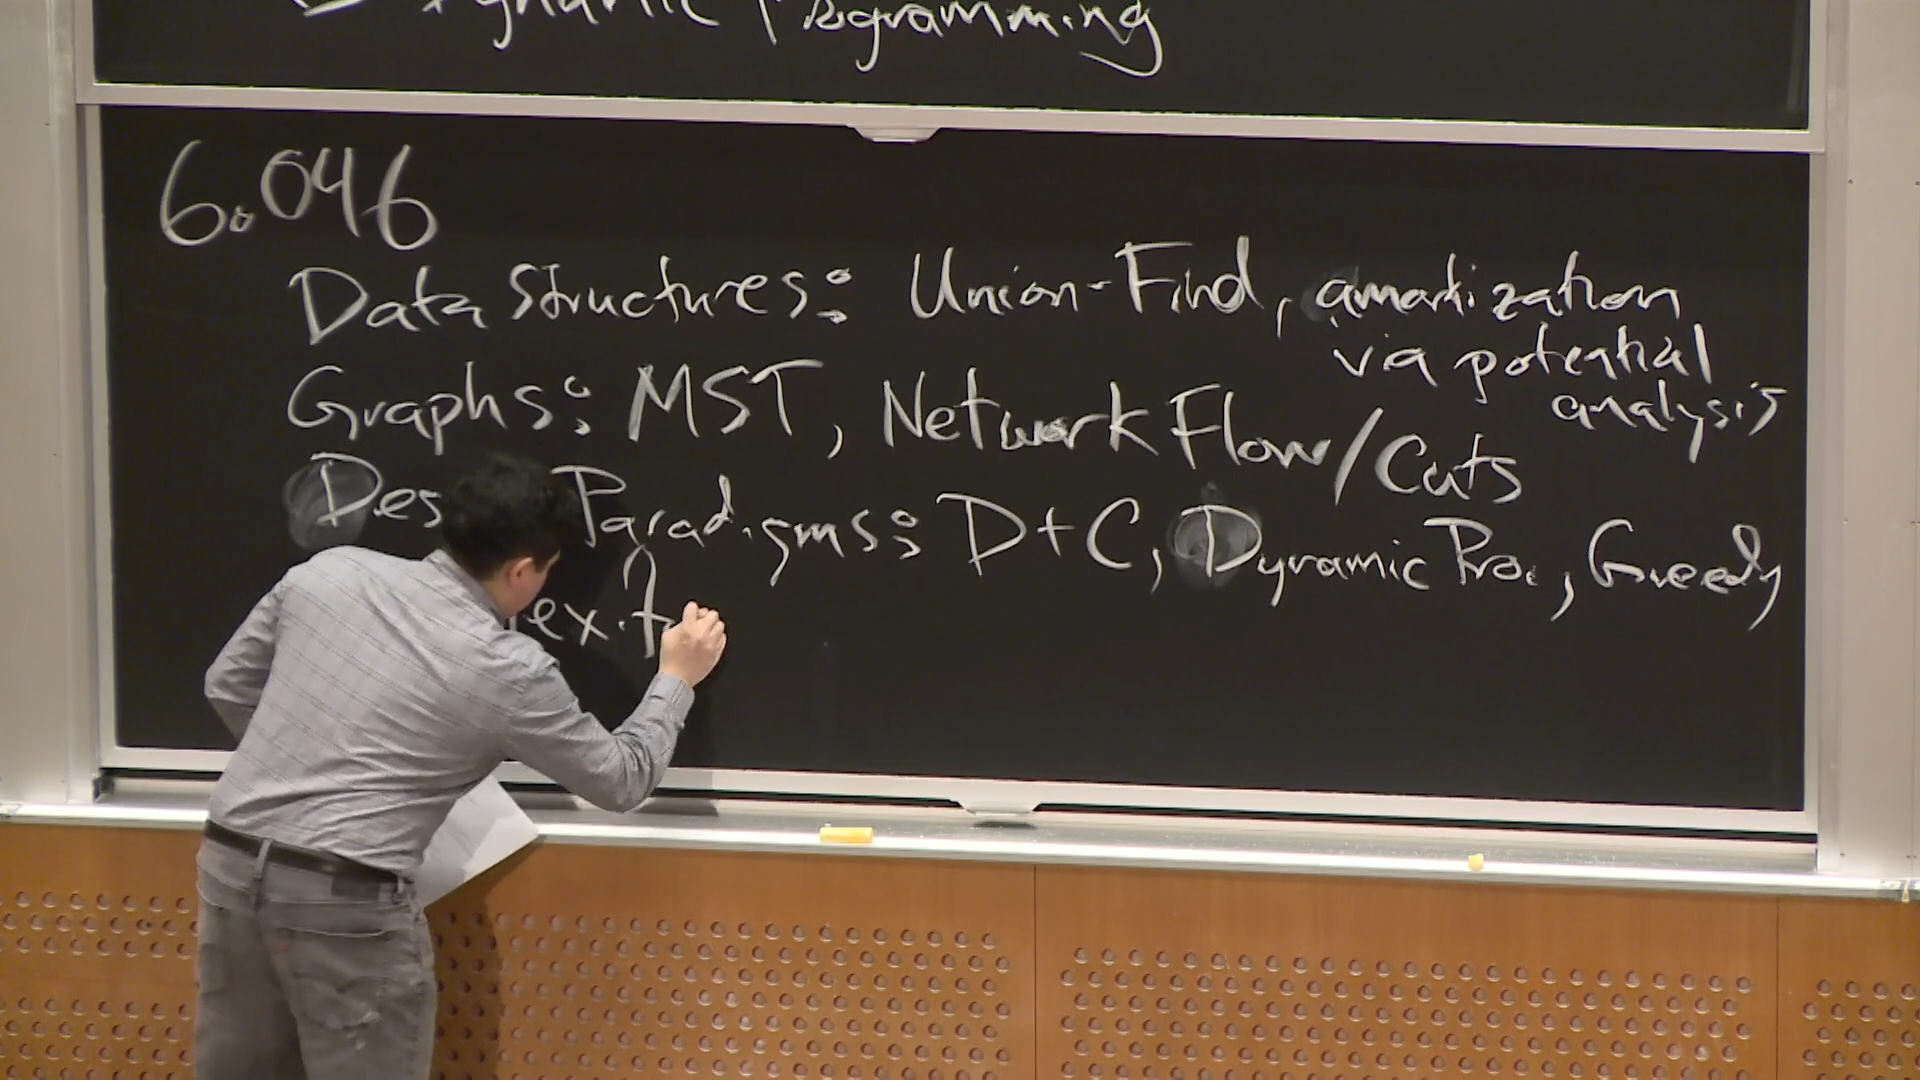 Dynamic Programming
6.046
Data Structures: Union-Find, amortization
via potential
analysis
Graphs: MST, Network Flow/Cuts
Des Paradigms: D+C, Dynamic Pro., Greedy